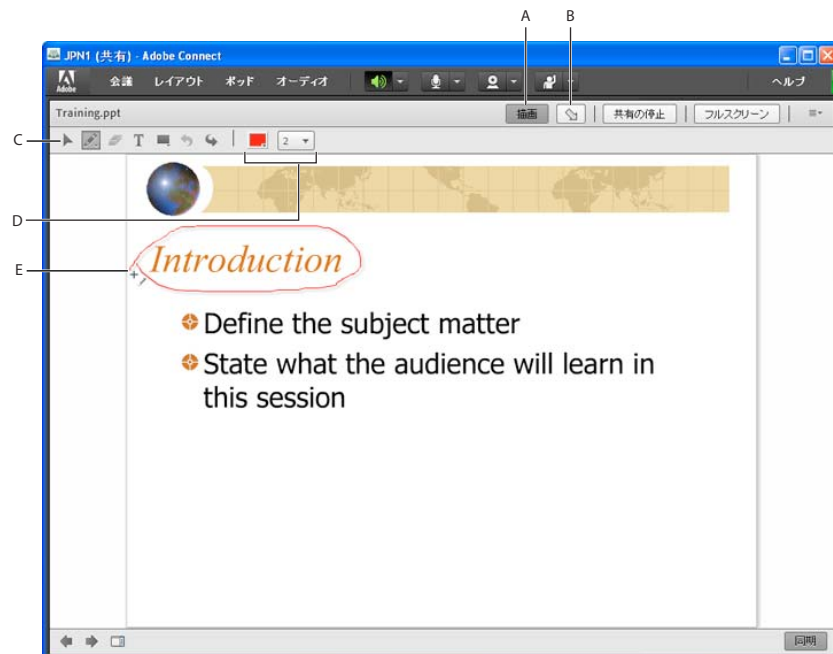 A B
JPN1 (共有) - Adobe Connect
Adobe 会議 レイアウト ポッド オーディオ ヘルプ
Training.ppt 描画 共有の停止 フルスクリーン
C T 2
D
E Introduction
Define the subject matter
State what the audience will learn in
this session
同期